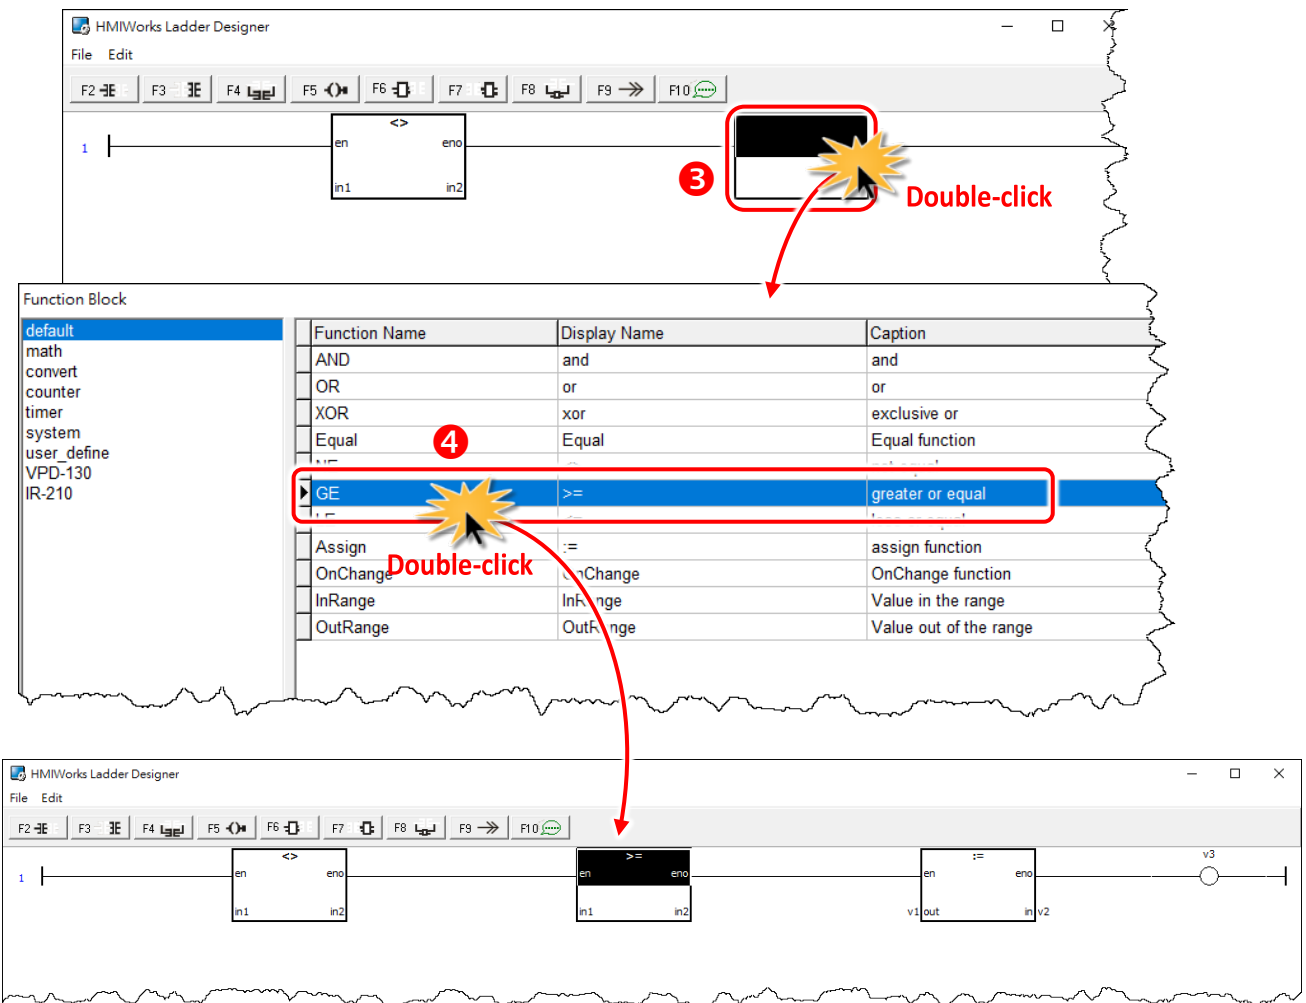 HMIWorks Ladder Designer
File Edit
F2 F3 F4 F5 F6 F7 F8 F9 F10
<>
1 en eno
in1 in2
3
Double-click
Function Block
default
math
convert
counter
timer
system
user_define
VPD-130
IR-210
Function Name Display Name Caption
AND and and
OR or or
XOR xor exclusive or
Equal Equal Equal function
4
GE >= greater or equal
Double-click
Assign := assign function
OnChange OnChange OnChange function
InRange InRange Value in the range
OutRange OutRange Value out of the range
HMIWorks Ladder Designer
File Edit
F2 F3 F4 F5 F6 F7 F8 F9 F10
<> >= := v3
1 en eno en eno en eno
in1 in2 in1 in2 v1 out in v2